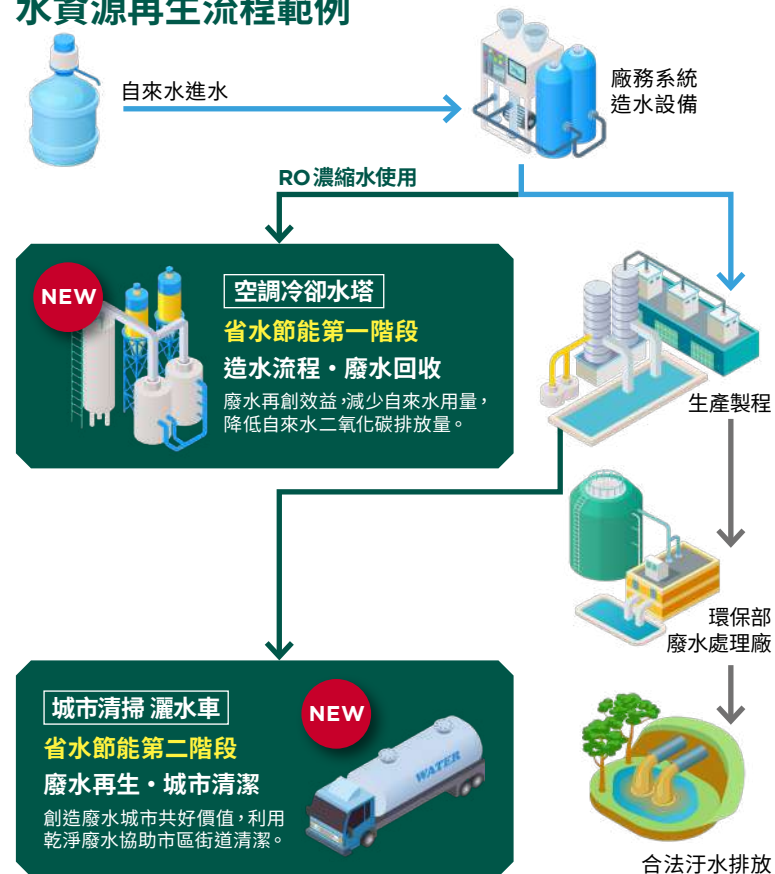 水資源再生流程範例
自來水進水
廠務系統
造水設備
RO濃縮水使用
NEW
空調冷卻水塔
省水節能第一階段
造水流程・廢水回收
廢水再創效益，減少自來水用量，
降低自來水二氧化碳排放量。
生產製程
環保部
廢水處理廠
城市清掃 灑水車
NEW
省水節能第二階段
廢水再生・城市清潔
創造廢水城市共好價值，利用
乾淨廢水協助市區街道清潔。
WATER
合法汙水排放